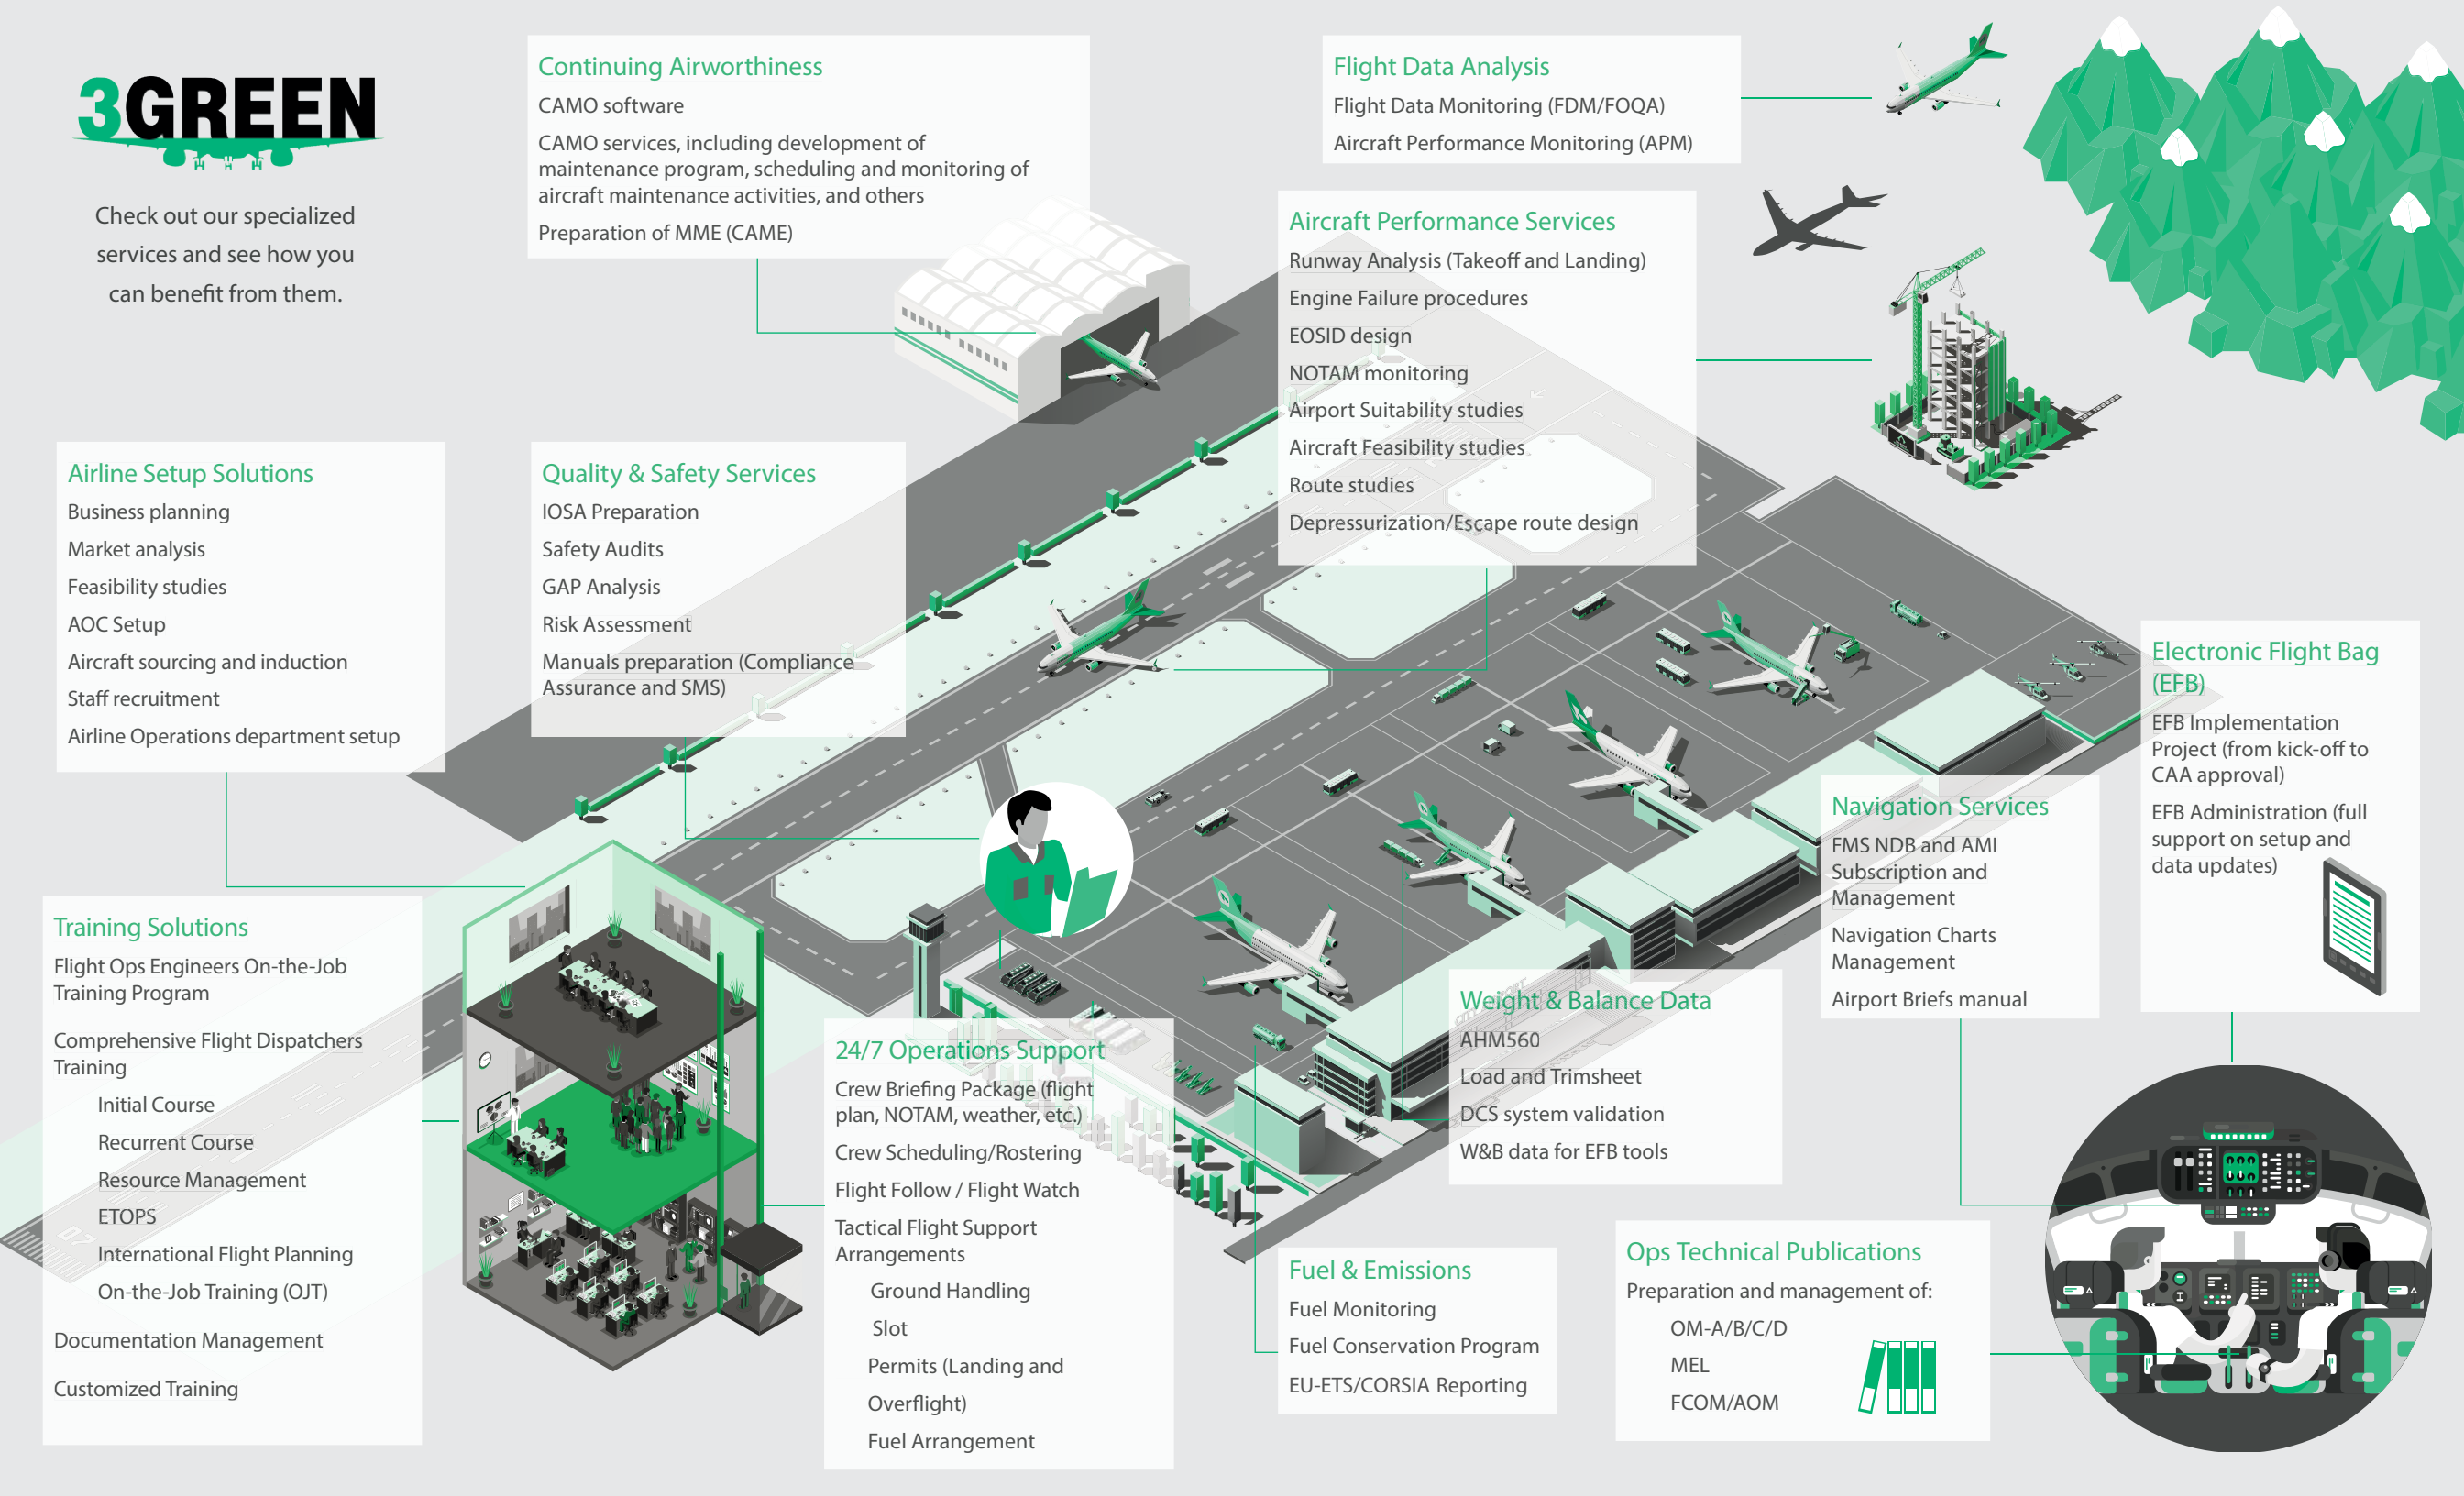 3GREEN
Check out our specialized
services and see how you
can benefit from them.
Continuing Airworthiness
CAMO software
CAMO services, including development of
maintenance program, scheduling and monitoring of
aircraft maintenance activities, and others
Preparation of MME (CAME)
Flight Data Analysis
Flight Data Monitoring (FDM/FOQA)
Aircraft Performance Monitoring (APM)
Aircraft Performance Services
Runway Analysis (Takeoff and Landing)
Engine Failure procedures
EOSID design
NOTAM monitoring
Airport Suitability studies
Aircraft Feasibility studies
Route studies
Depressurization/Escape route design
Airline Setup Solutions
Business planning
Market analysis
Feasibility studies
AOC Setup
Aircraft sourcing and induction
Staff recruitment
Airline Operations department setup
Quality & Safety Services
IOSA Preparation
Safety Audits
GAP Analysis
Risk Assessment
Manuals preparation (Compliance
Assurance and SMS)
Electronic Flight Bag
(EFB)
EFB Implementation
Project (from kick-off to
CAA approval)
EFB Administration (full
support on setup and
data updates)
Navigation Services
FMS NDB and AMI
Subscription and
Management
Navigation Charts
Management
Airport Briefs manual
Training Solutions
Flight Ops Engineers On-the-Job
Training Program
Comprehensive Flight Dispatchers
Training
Initial Course
Recurrent Course
Resource Management
ETOPS
International Flight Planning
On-the-Job Training (OJT)
Documentation Management
Customized Training
07
24/7 Operations Support
Crew Briefing Package (flight
plan, NOTAM, weather, etc.)
Crew Scheduling/Rostering
Flight Follow / Flight Watch
Tactical Flight Support
Arrangements
Ground Handling
Slot
Permits (Landing and
Overflight)
Fuel Arrangement
Weight & Balance Data
AHM560
Load and Trimsheet
DCS system validation
W&B data for EFB tools
Fuel & Emissions
Fuel Monitoring
Fuel Conservation Program
EU-ETS/CORSIA Reporting
Ops Technical Publications
Preparation and management of:
OM-A/B/C/D
MEL
FCOM/AOM